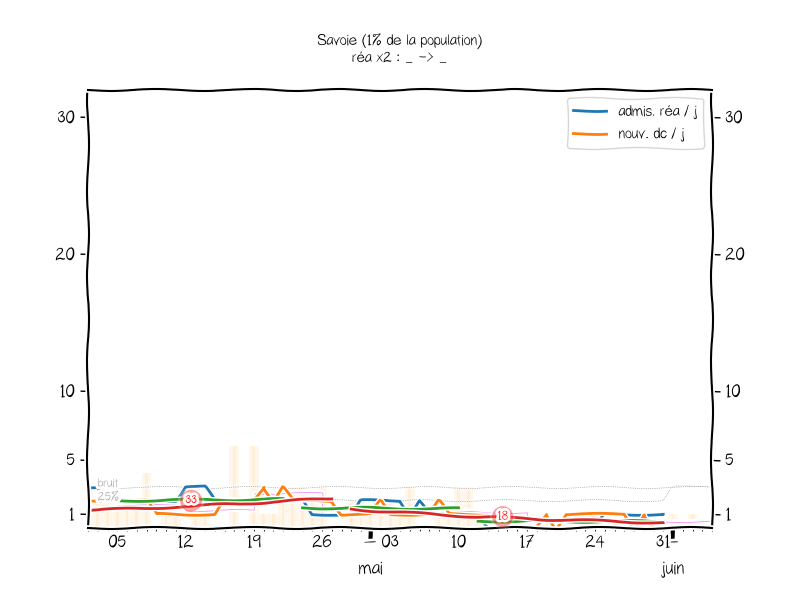 Savoie (1% de la population)
réa x2 : _ -> _
admis. réa / j
nouv. dc / j
30
30
20
20
10
10
5
5
bruit
25%
33
18
1
1
05 12 19 26 03 10 17 24 31
mai juin